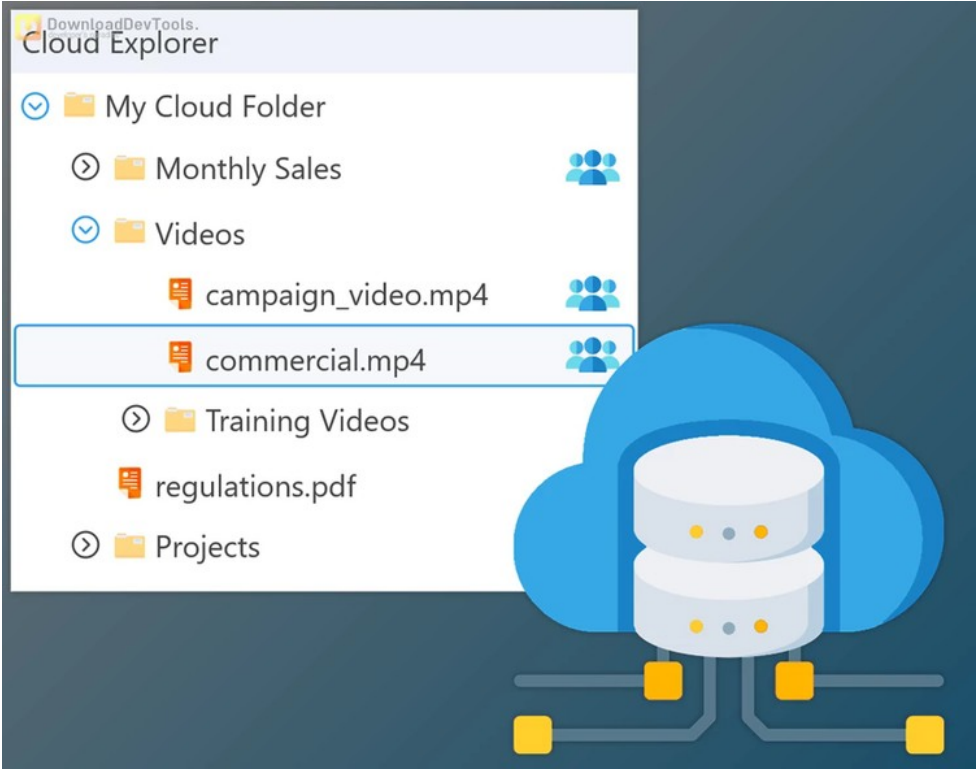 DownloadDevTools.
Cloud Explorer
My Cloud Folder
Monthly Sales
Videos
campaign_video.mp4
commercial.mp4
Training Videos
regulations.pdf
Projects